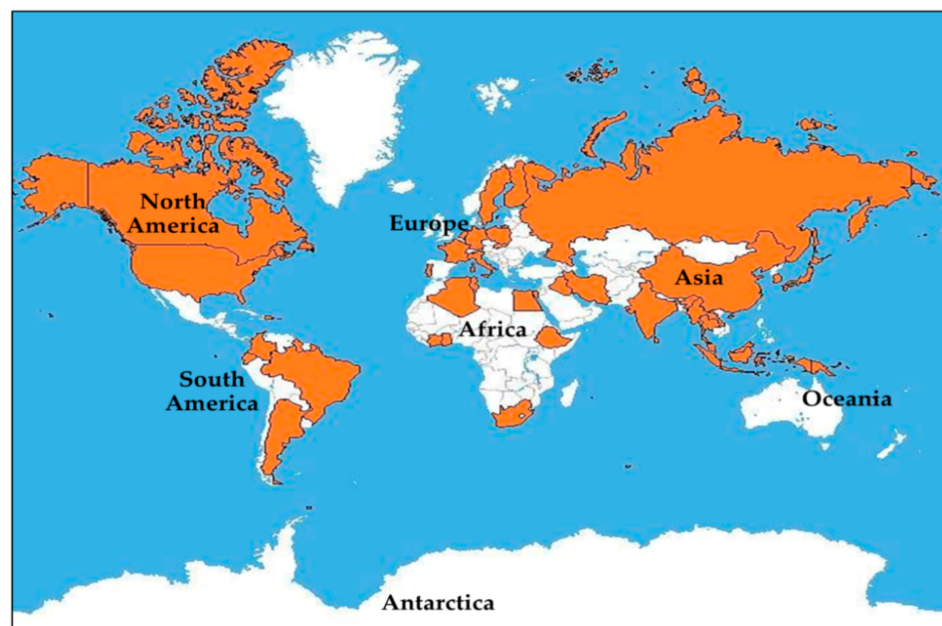 North
America
Europe
Asia
Africa
South
America
Oceania
Antarctica